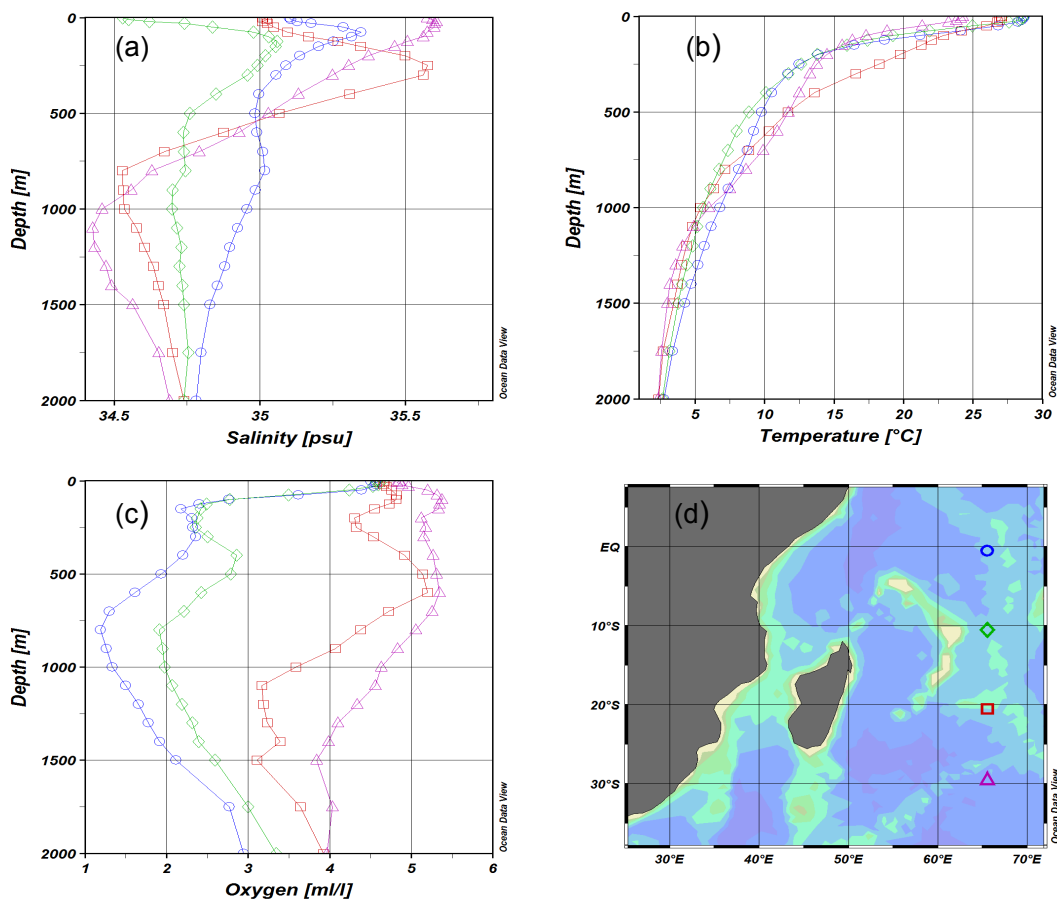 (a)
0
500
1000
1500
2000
Depth [m]
34.5
35
35.5
Salinity [psu]
Ocean Data View
(b)
0
500
1000
1500
2000
Depth [m]
5
10
15
20
25
30
Temperature [°C]
Ocean Data View
(c)
0
500
1000
1500
2000
Depth [m]
1
2
3
4
5
6
Oxygen [ml/l]
Ocean Data View
(d)
EQ
10°S
20°S
30°S
30°E
40°E
50°E
60°E
70°E
Ocean Data View